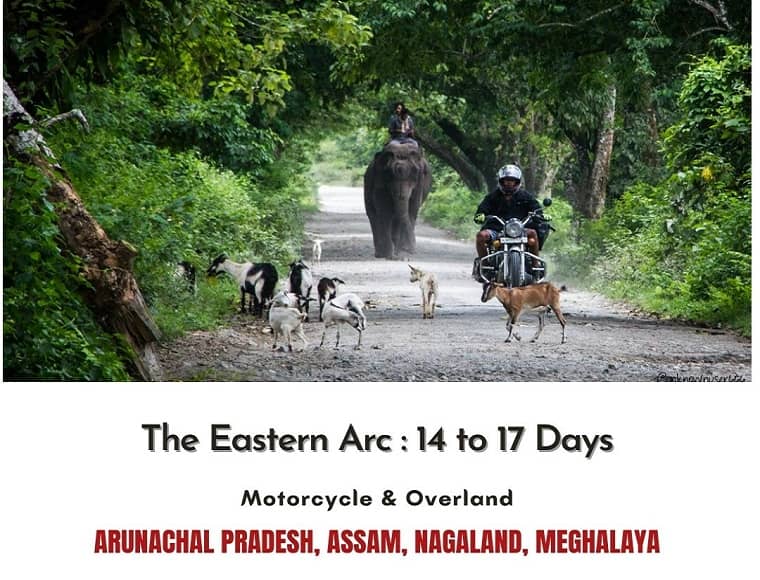 The Eastern Arc : 14 to 17 Days
Motorcycle & Overland
ARUNACHAL PRADESH, ASSAM, NAGALAND, MEGHALAYA